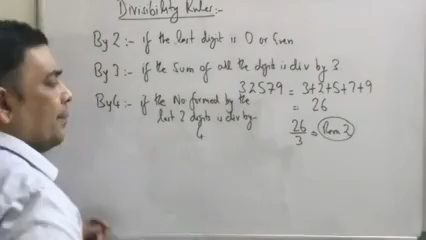 Divisibility Rules:-
By 2:- if the last digit is 0 or Even
By 3:- if the Sum of all the digits is div by 3
32579 = 3+2+5+7+9
= 26
By 4:- if the No formed by the
last 2 digits is div by
4
26/3 = Rem 2